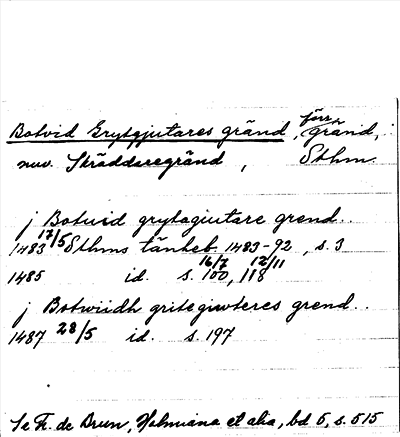 Botvid Grytgjutares gränd, förr gränd,
nuv. Skräddaregränd, Sthm.
j Botuid grytagiutare grend..
1483 17/5 Sthms tänkeb. 1483-92, s. 3
1485 id. s. 16/7 100, 12/11 118
j Botwiidh gritegiwteres grend..
1487 28/5 id. s. 197
Se F. de Brun, Holmiana et alia, bd 5, s. 515